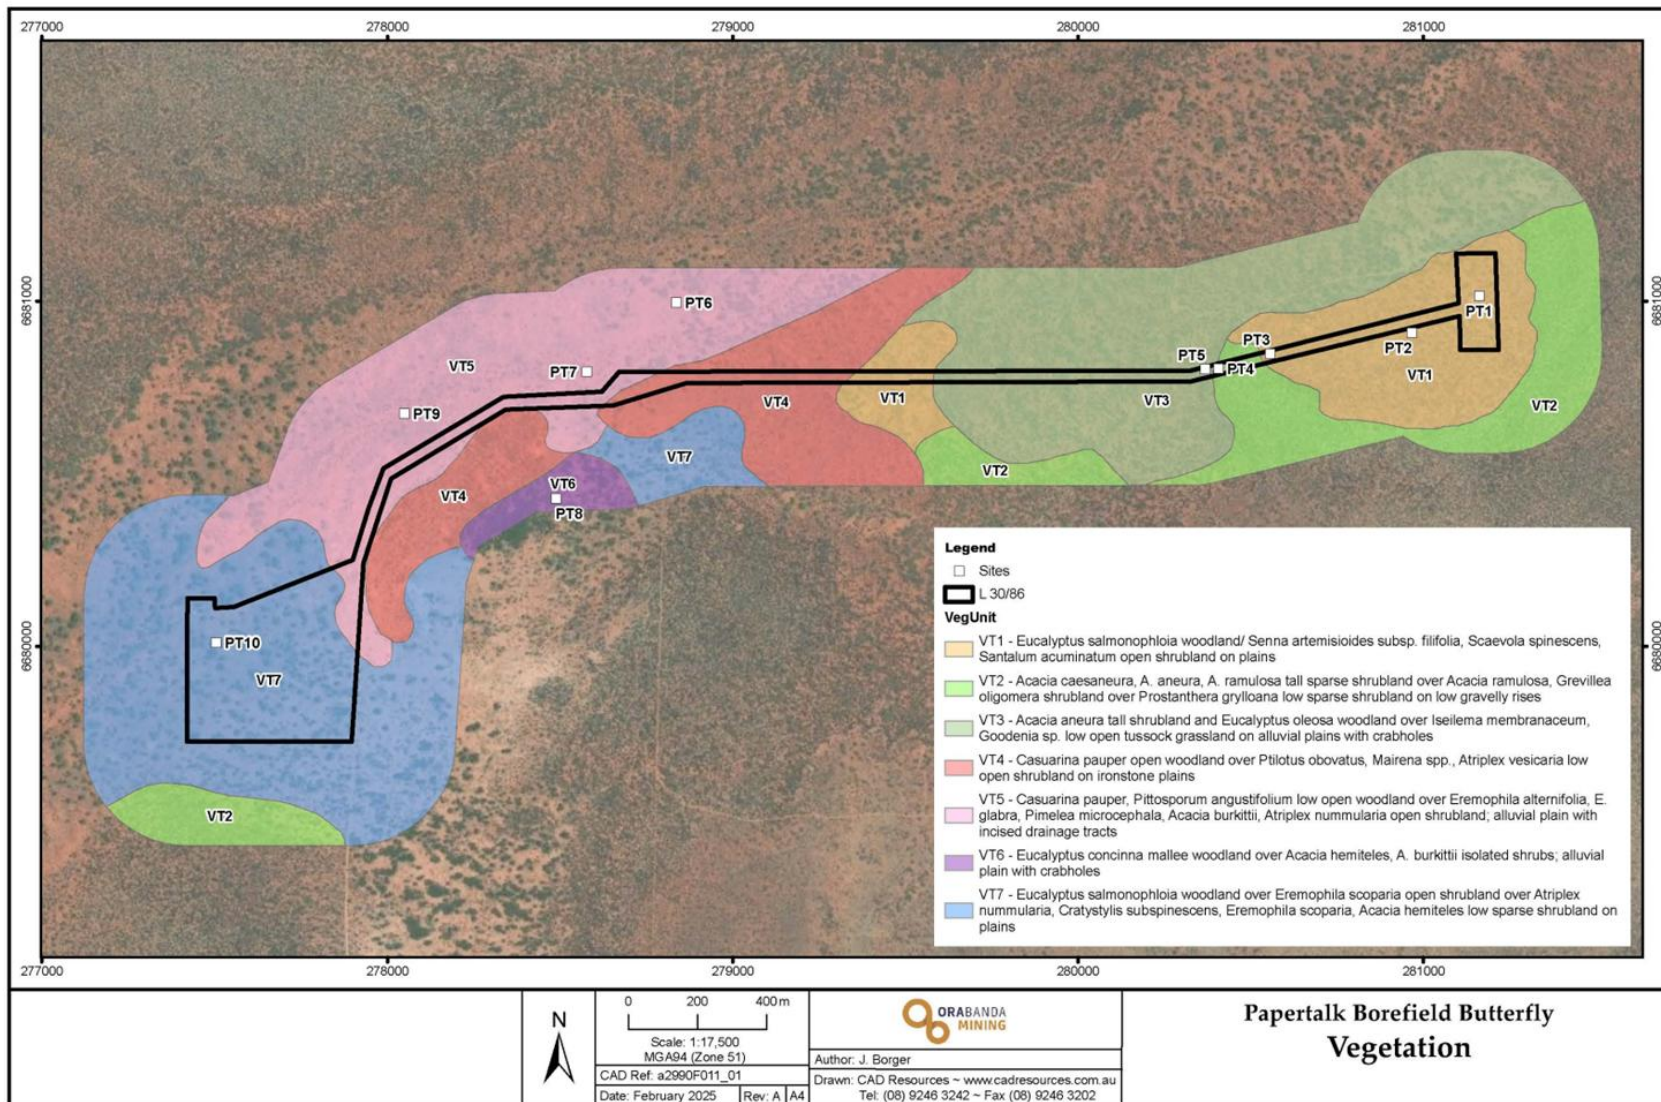 277000 278000 279000 280000 281000
6681000 6681000
6680000 6680000
PT6
PT1
PT3
PT2
PT5
PT4
VT1
VT5
PT7
VT3
VT4
VT1
VT2
PT9
VT7
VT2
VT6
VT4
PT8
PT10
VT7
VT2
Legend
Sites
L 30/86
VegUnit
VT1 - Eucalyptus salmonophloia woodland/ Senna artemisioides subsp. filifolia, Scaevola spinescens,
Santalum acuminatum open shrubland on plains
VT2 - Acacia caesaneura, A. aneura, A. ramulosa tall sparse shrubland over Acacia ramulosa, Grevillea
oligomera shrubland over Prostanthera grylloana low sparse shrubland on low gravelly rises
VT3 - Acacia aneura tall shrubland and Eucalyptus oleosa woodland over Iseilema membranaceum,
Goodenia sp. low open tussock grassland on alluvial plains with crabholes
VT4 - Casuarina pauper open woodland over Ptilotus obovatus, Mairena spp., Atriplex vesicaria low
open shrubland on ironstone plains
VT5 - Casuarina pauper, Pittosporum angustifolium low open woodland over Eremophila alternifolia, E.
glabra, Pimelea microcephala, Acacia burkittii, Atriplex nummularia open shrubland; alluvial plain with
incised drainage tracts
VT6 - Eucalyptus concinna mallee woodland over Acacia hemiteles, A. burkittii isolated shrubs; alluvial
plain with crabholes
VT7 - Eucalyptus salmonophloia woodland over Eremophila scoparia open shrubland over Atriplex
nummularia, Cratystylis subspinescens, Eremophila scoparia, Acacia hemiteles low sparse shrubland on
plains
277000 278000 279000 280000 281000
N
0 200 400m
Scale: 1:17,500
MGA94 (Zone 51)
CAD Ref: a2990F011_01
Date: February 2025 Rev: A A4
ORABANDA
MINING
Author: J. Borger
Drawn: CAD Resources ~ www.cadresources.com.au
Tel: (08) 9246 3242 ~ Fax (08) 9246 3202
Papertalk Borefield Butterfly
Vegetation